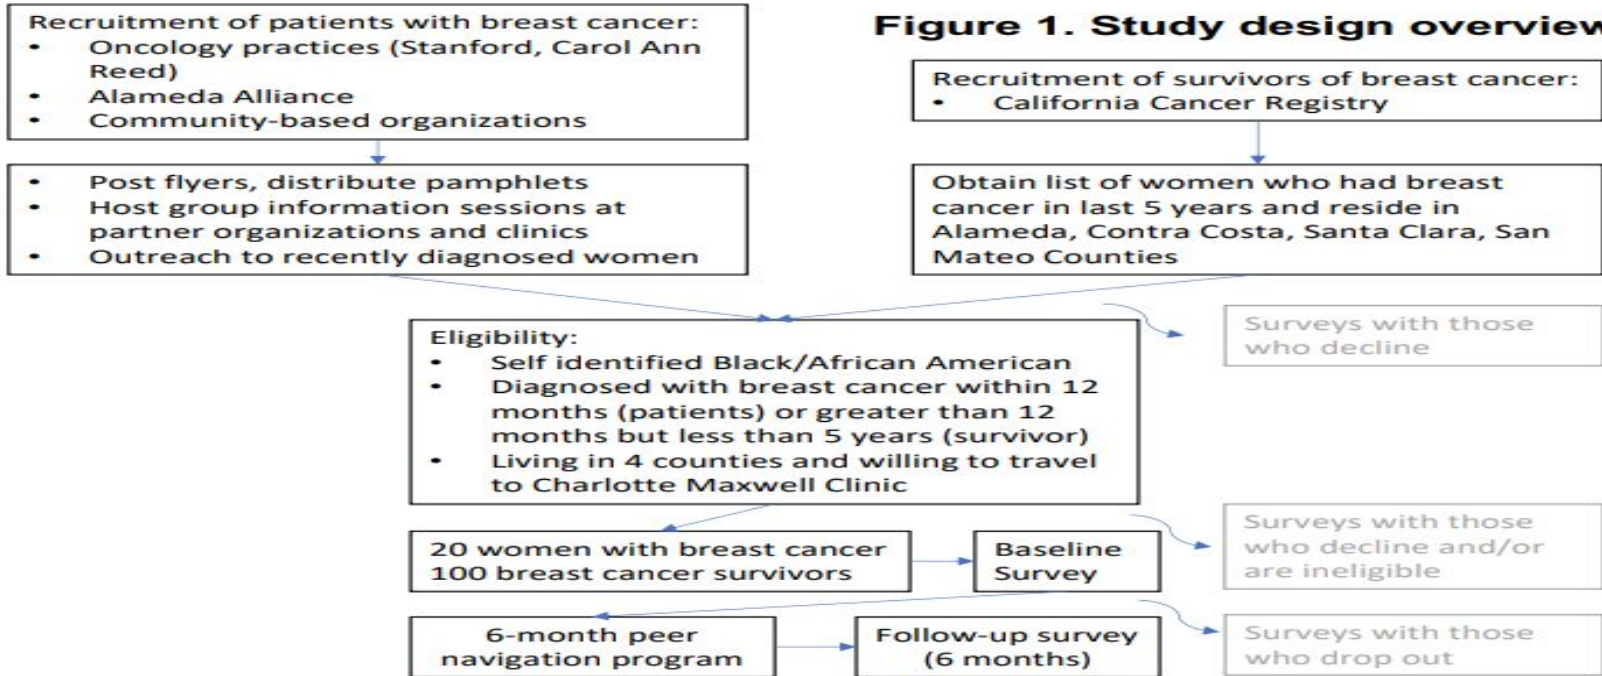 Recruitment of patients with breast cancer:
• Oncology practices (Stanford, Carol Ann
Reed)
• Alameda Alliance
• Community-based organizations
Figure 1. Study design overview
Recruitment of survivors of breast cancer:
• California Cancer Registry
• Post flyers, distribute pamphlets
• Host group information sessions at
partner organizations and clinics
• Outreach to recently diagnosed women
Obtain list of women who had breast
cancer in last 5 years and reside in
Alameda, Contra Costa, Santa Clara, San
Mateo Counties
Eligibility:
• Self identified Black/African American
• Diagnosed with breast cancer within 12
months (patients) or greater than 12
months but less than 5 years (survivor)
• Living in 4 counties and willing to travel
to Charlotte Maxwell Clinic
Surveys with those
who decline
20 women with breast cancer
100 breast cancer survivors
Baseline
Survey
Surveys with those
who decline and/or
are ineligible
6-month peer
navigation program
Follow-up survey
(6 months)
Surveys with those
who drop out